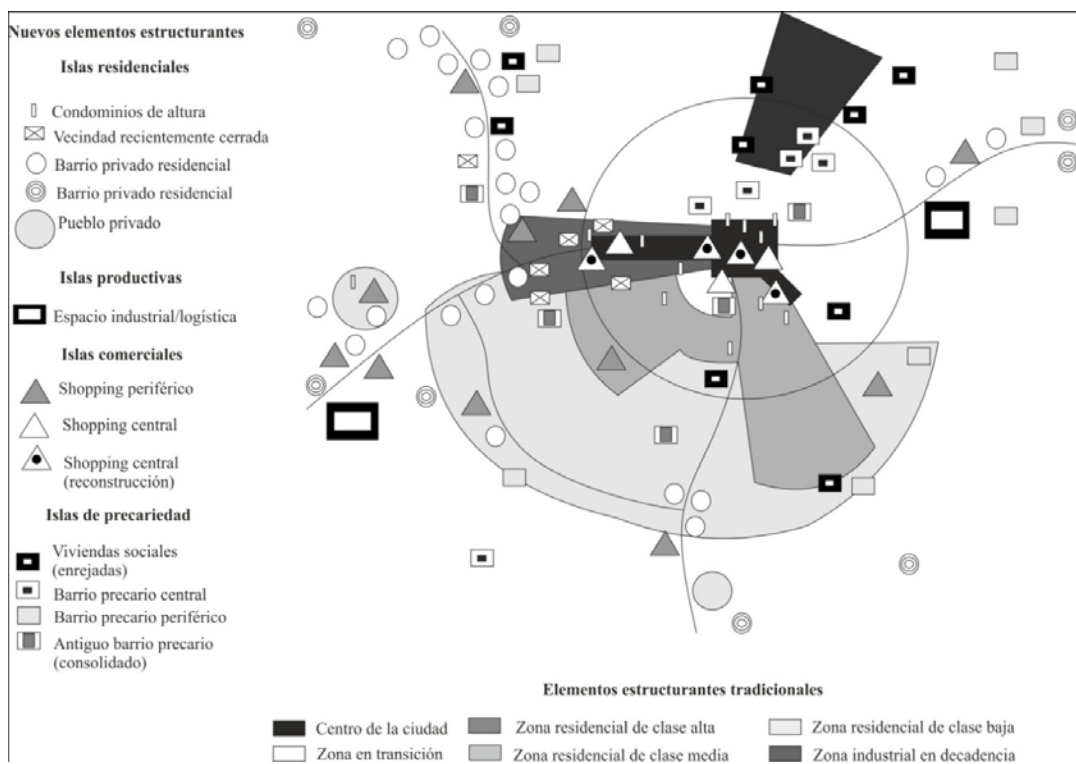 Nuevos elementos estructurantes
Islas residenciales
Condominios de altura
Vecindad recientemente cerrada
Barrio privado residencial
Barrio privado residencial
Pueblo privado
Islas productivas
Espacio industrial/logística
Islas comerciales
Shopping periférico
Shopping central
Shopping central
(reconstrucción)
Islas de precariedad
Viviendas sociales
(enrejadas)
Barrio precario central
Barrio precario periférico
Antiguo barrio precario
(consolidado)
Elementos estructurantes tradicionales
Centro de la ciudad
Zona residencial de clase alta
Zona residencial de clase baja
Zona en transición
Zona residencial de clase media
Zona industrial en decadencia